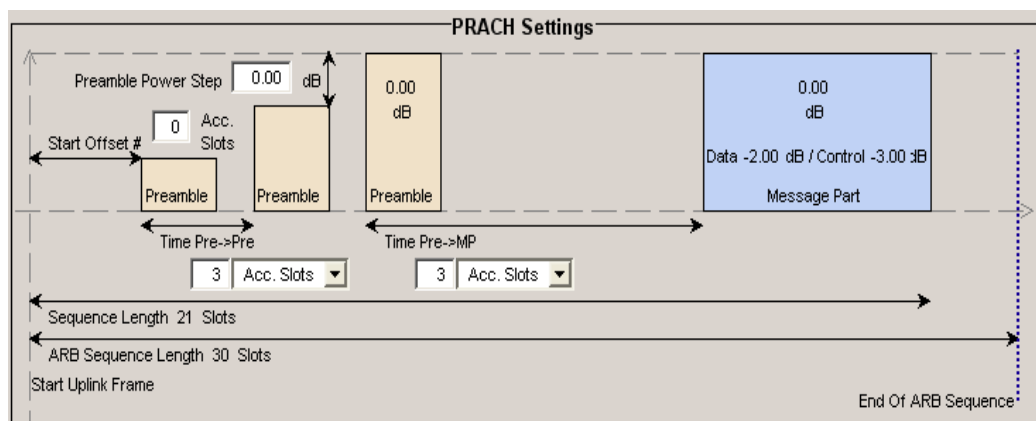 PRACH Settings
Preamble Power Step 0.00 dB
0.00
dB
0.00
dB
0 Acc.
Slots
Start Offset #
Data -2.00 dB / Control -3.00 dB
Preamble Preamble Preamble Message Part
Time Pre->Pre Time Pre->MP
3 Acc. Slots 3 Acc. Slots
Sequence Length 21 Slots
ARB Sequence Length 30 Slots
Start Uplink Frame
End Of ARB Sequence